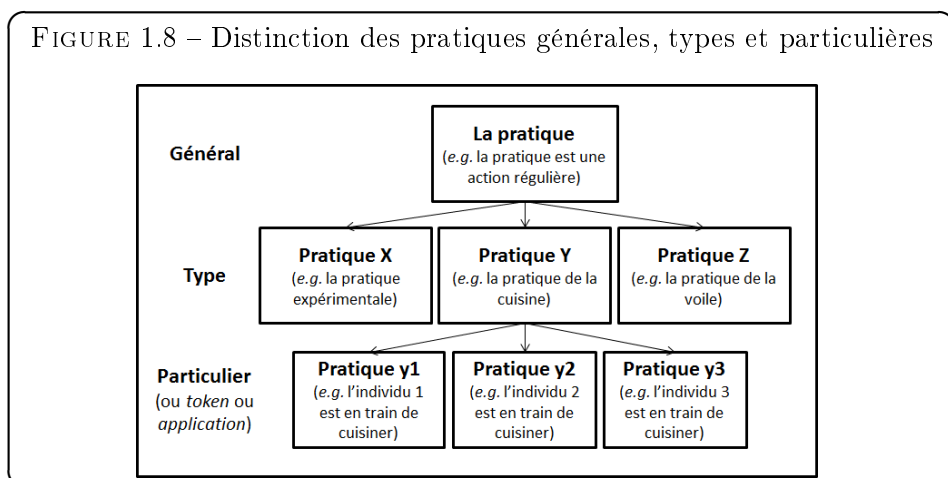 FIGURE 1.8 – Distinction des pratiques générales, types et particulières
Général
La pratique
(e.g. la pratique est une
action régulière)
Type
Pratique X
(e.g. la pratique
expérimentale)
Pratique Y
(e.g. la pratique de la
cuisine)
Pratique Z
(e.g. la pratique de la
voile)
Particulier
(ou token ou
application)
Pratique y1
(e.g. l'individu 1
est en train de
cuisiner)
Pratique y2
(e.g. l'individu 2
est en train de
cuisiner)
Pratique y3
(e.g. l'individu 3
est en train de
cuisiner)